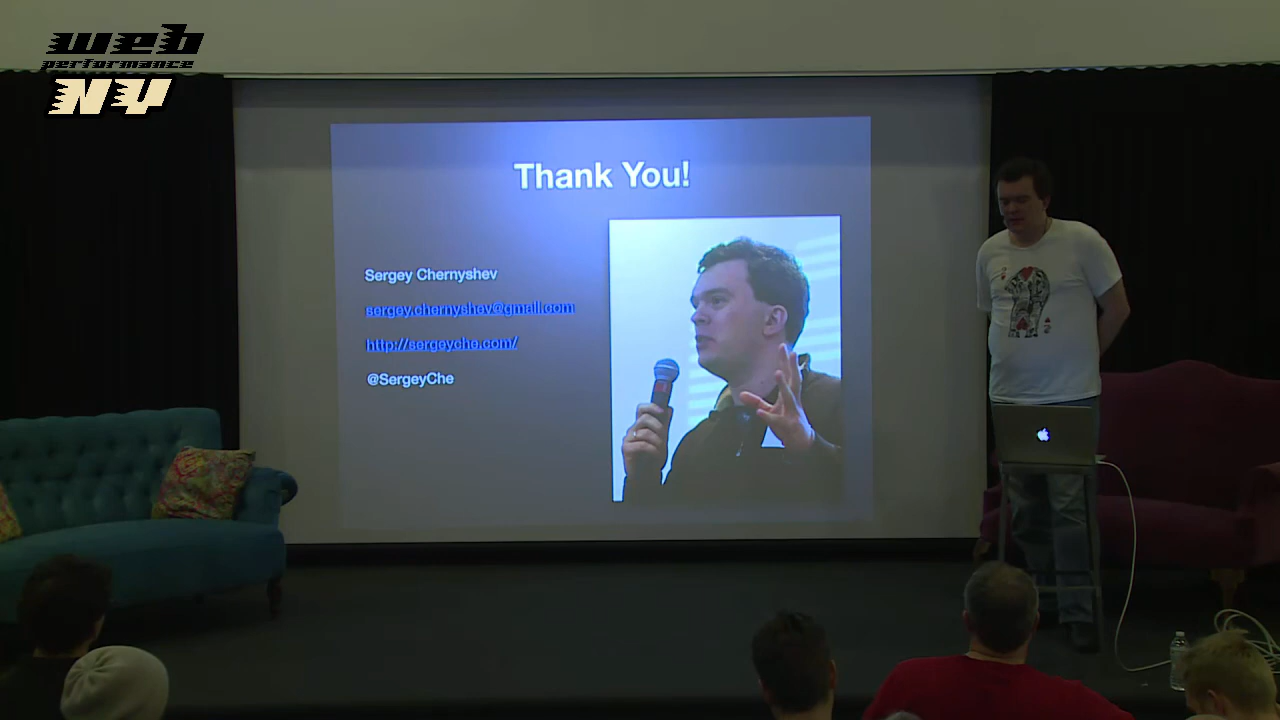 web
performance
NY
Thank You!
Sergey Chernyshev
sergey.chernyshev@gmail.com
http://sergeyche.com/
@SergeyChe